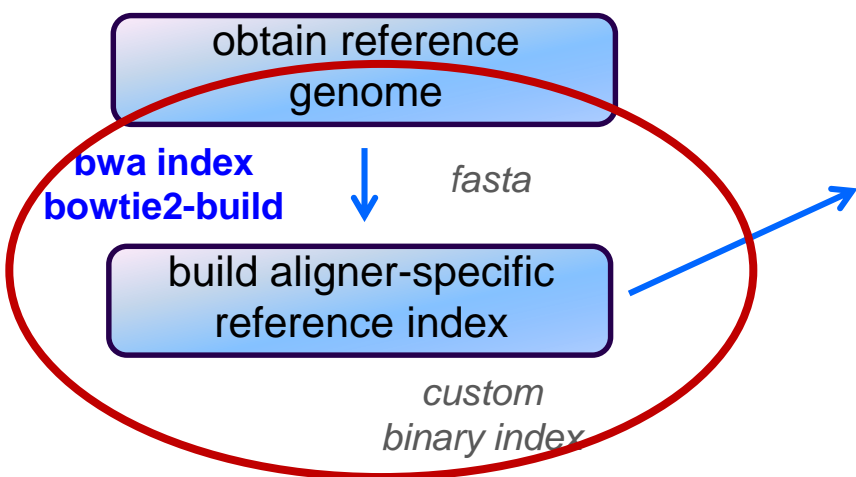 obtain reference
genome
bwa index
bowtie2-build
fasta
build aligner-specific
reference index
custom
binary index